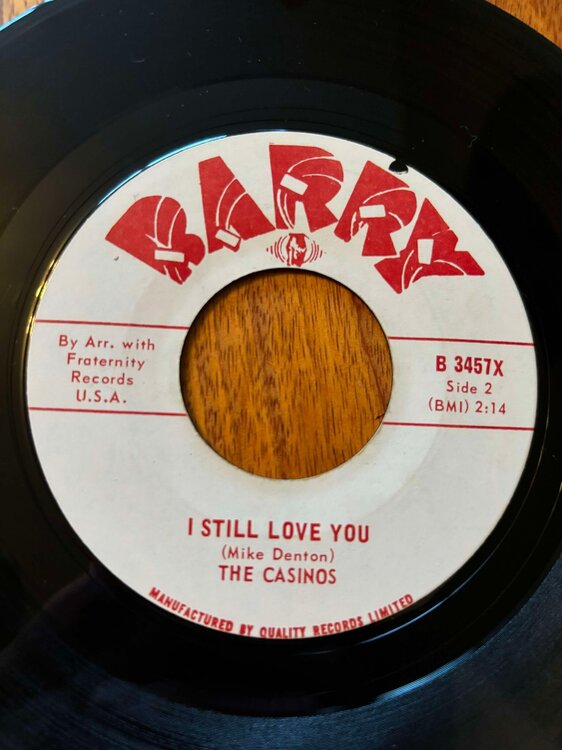 BARRY
By Arr. with
Fraternity
Records
U.S.A.
B 3457X
Side 2
(BMI) 2:14
I STILL LOVE YOU
(Mike Denton)
THE CASINOS
MANUFACTURED BY QUALITY RECORDS LIMITED